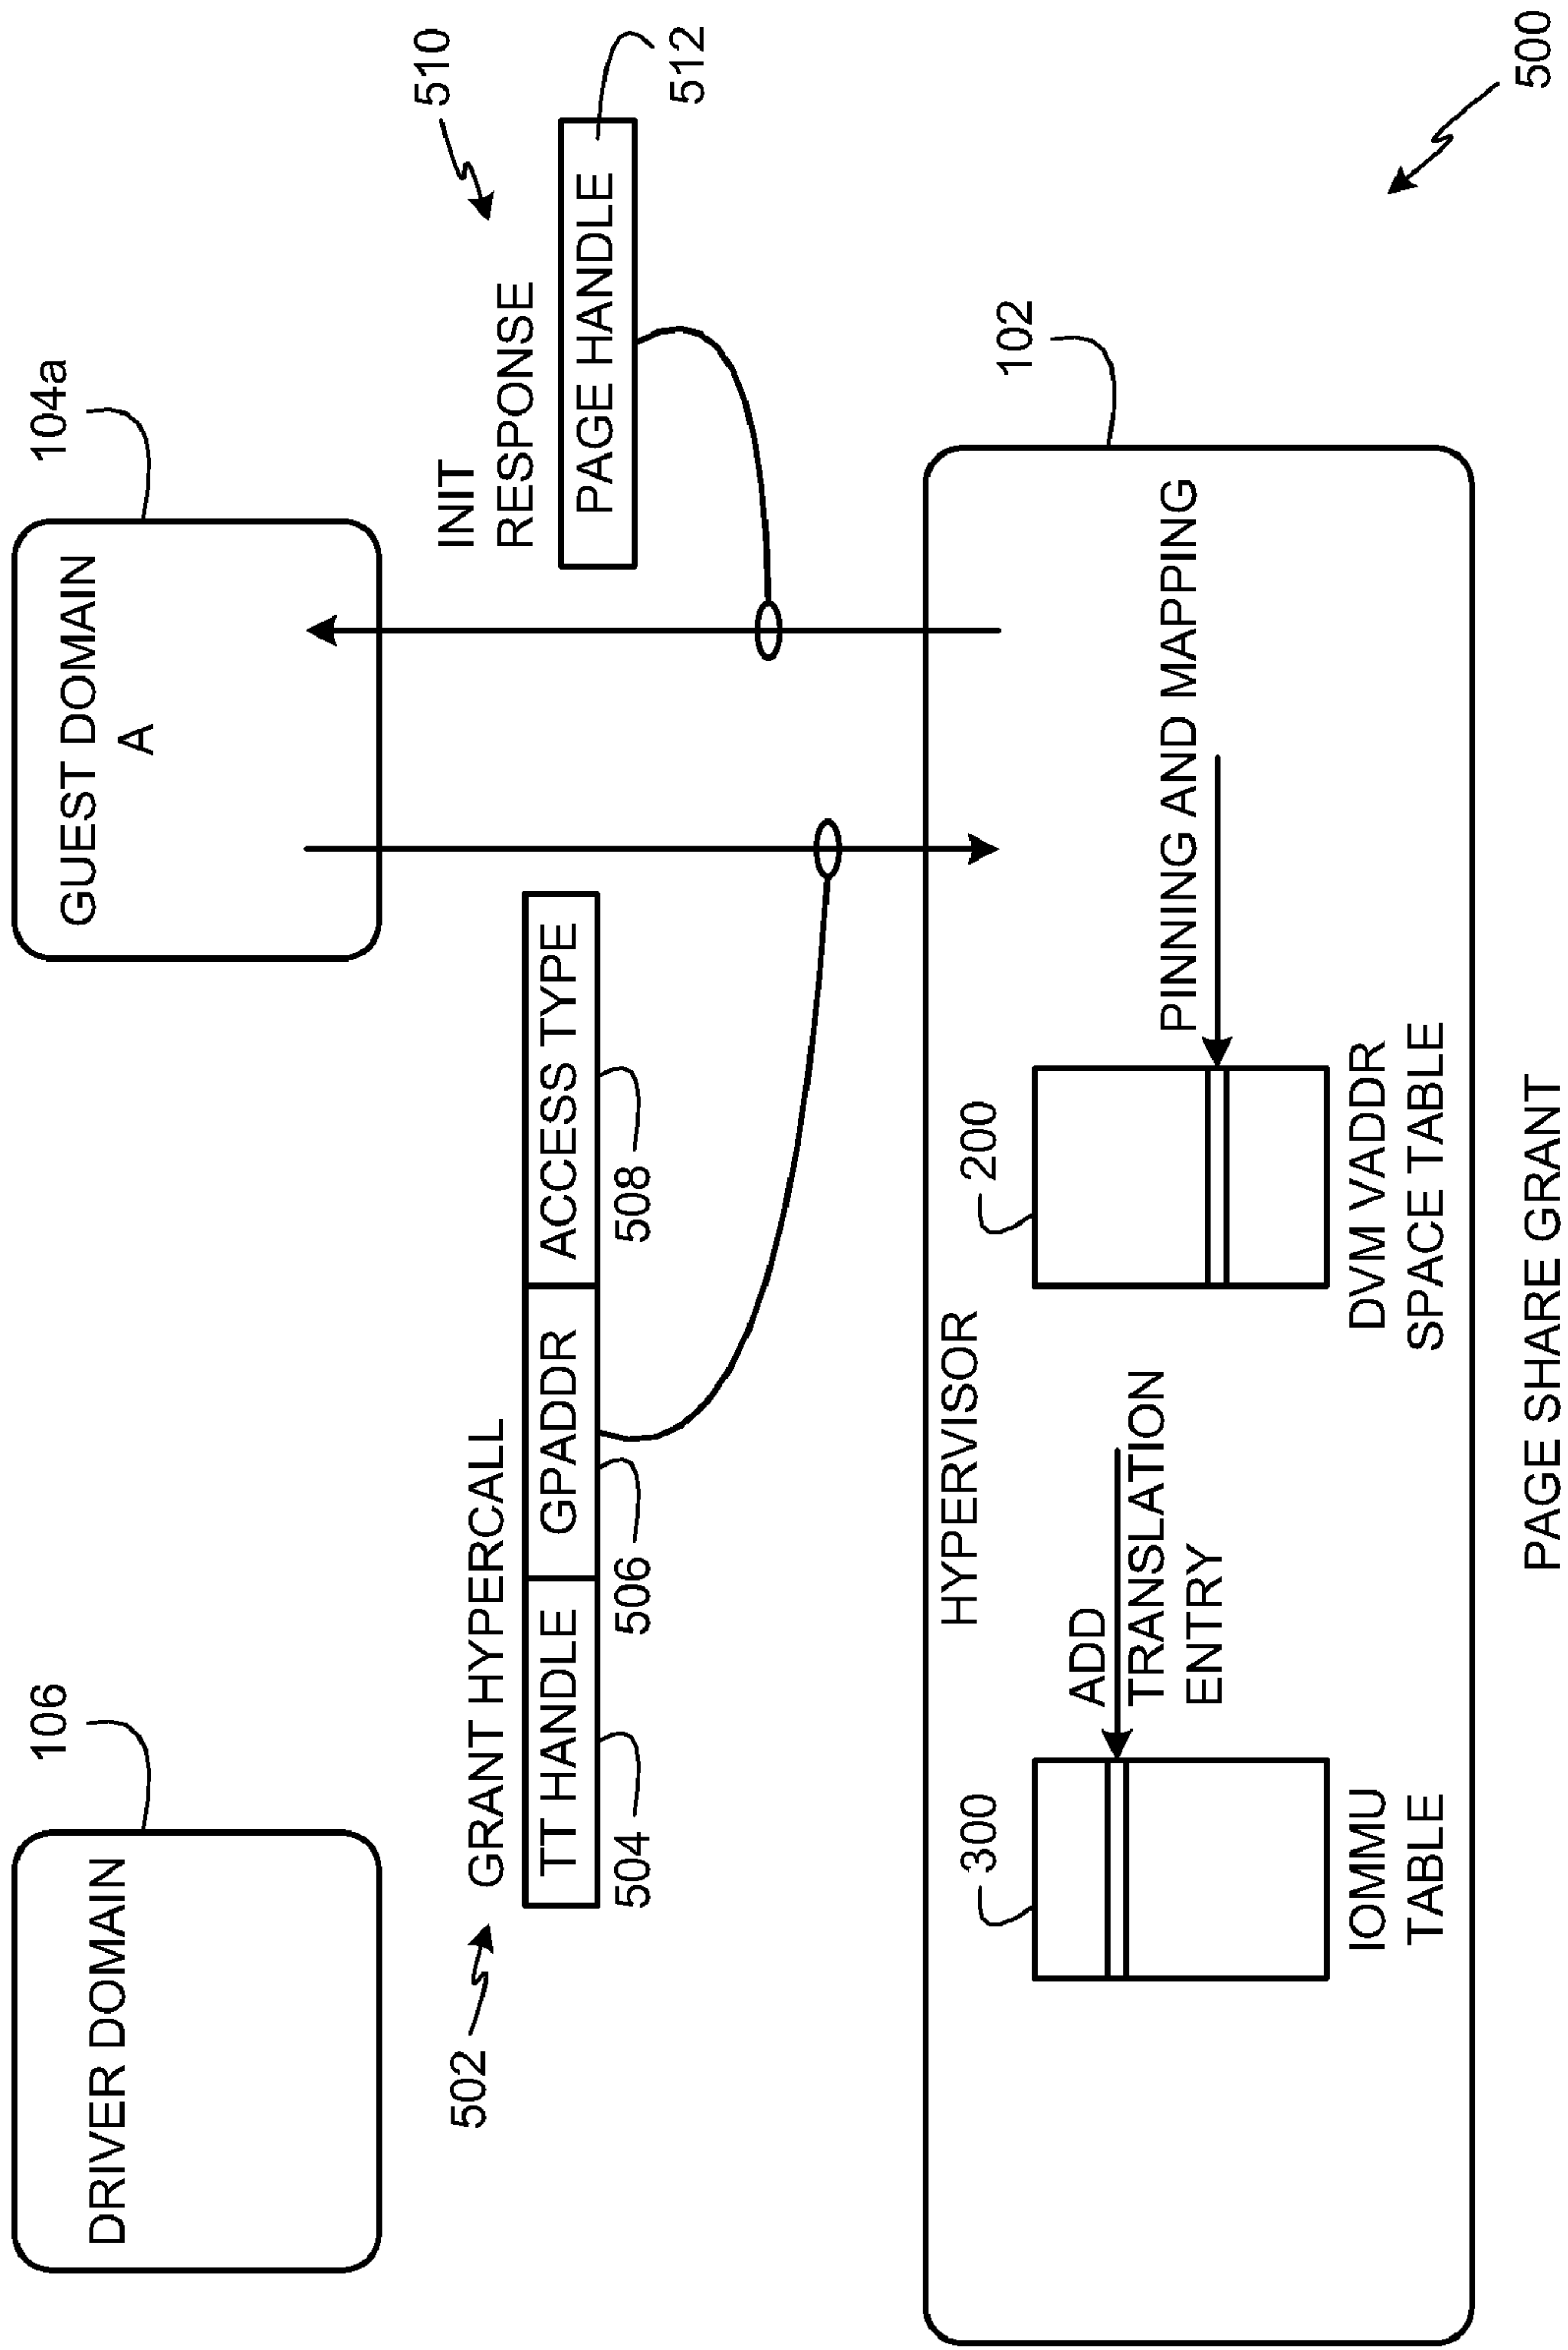 106
DRIVER DOMAIN
104a
GUEST DOMAIN
A
502
GRANT HYPERCALL
TT HANDLE
GPADDR
ACCESS TYPE
504
506
508
510
INIT
RESPONSE
PAGE HANDLE
512
102
HYPERVISOR
300
ADD
TRANSLATION
ENTRY
IOMMU
TABLE
200
PINNING AND MAPPING
DVM VADDR
SPACE TABLE
PAGE SHARE GRANT
500